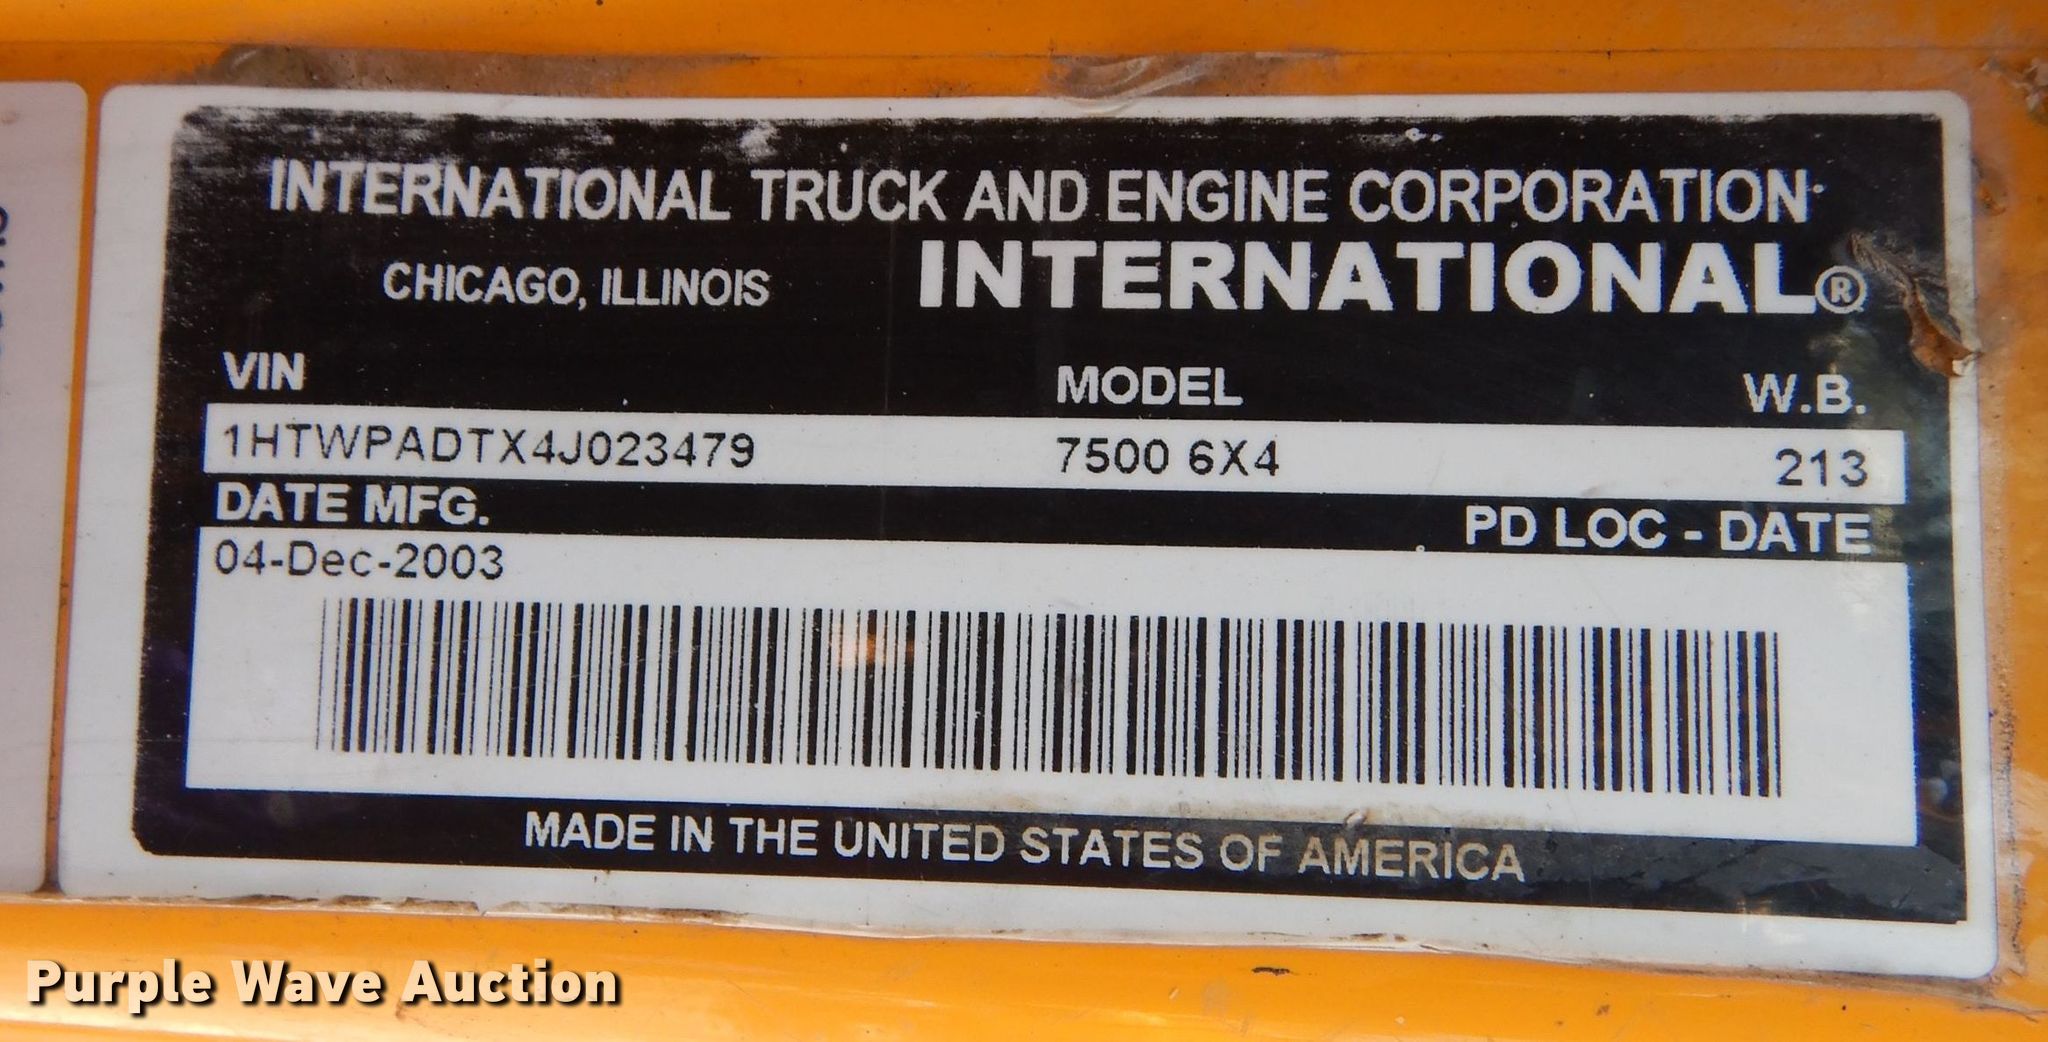 INTERNATIONAL TRUCK AND ENGINE CORPORATION
CHICAGO, ILLINOIS INTERNATIONAL®
VIN MODEL W.B.
1HTWPADTX4J023479 7500 6X4 213
DATE MFG. PD LOC - DATE
04-Dec-2003
MADE IN THE UNITED STATES OF AMERICA
Purple Wave Auction